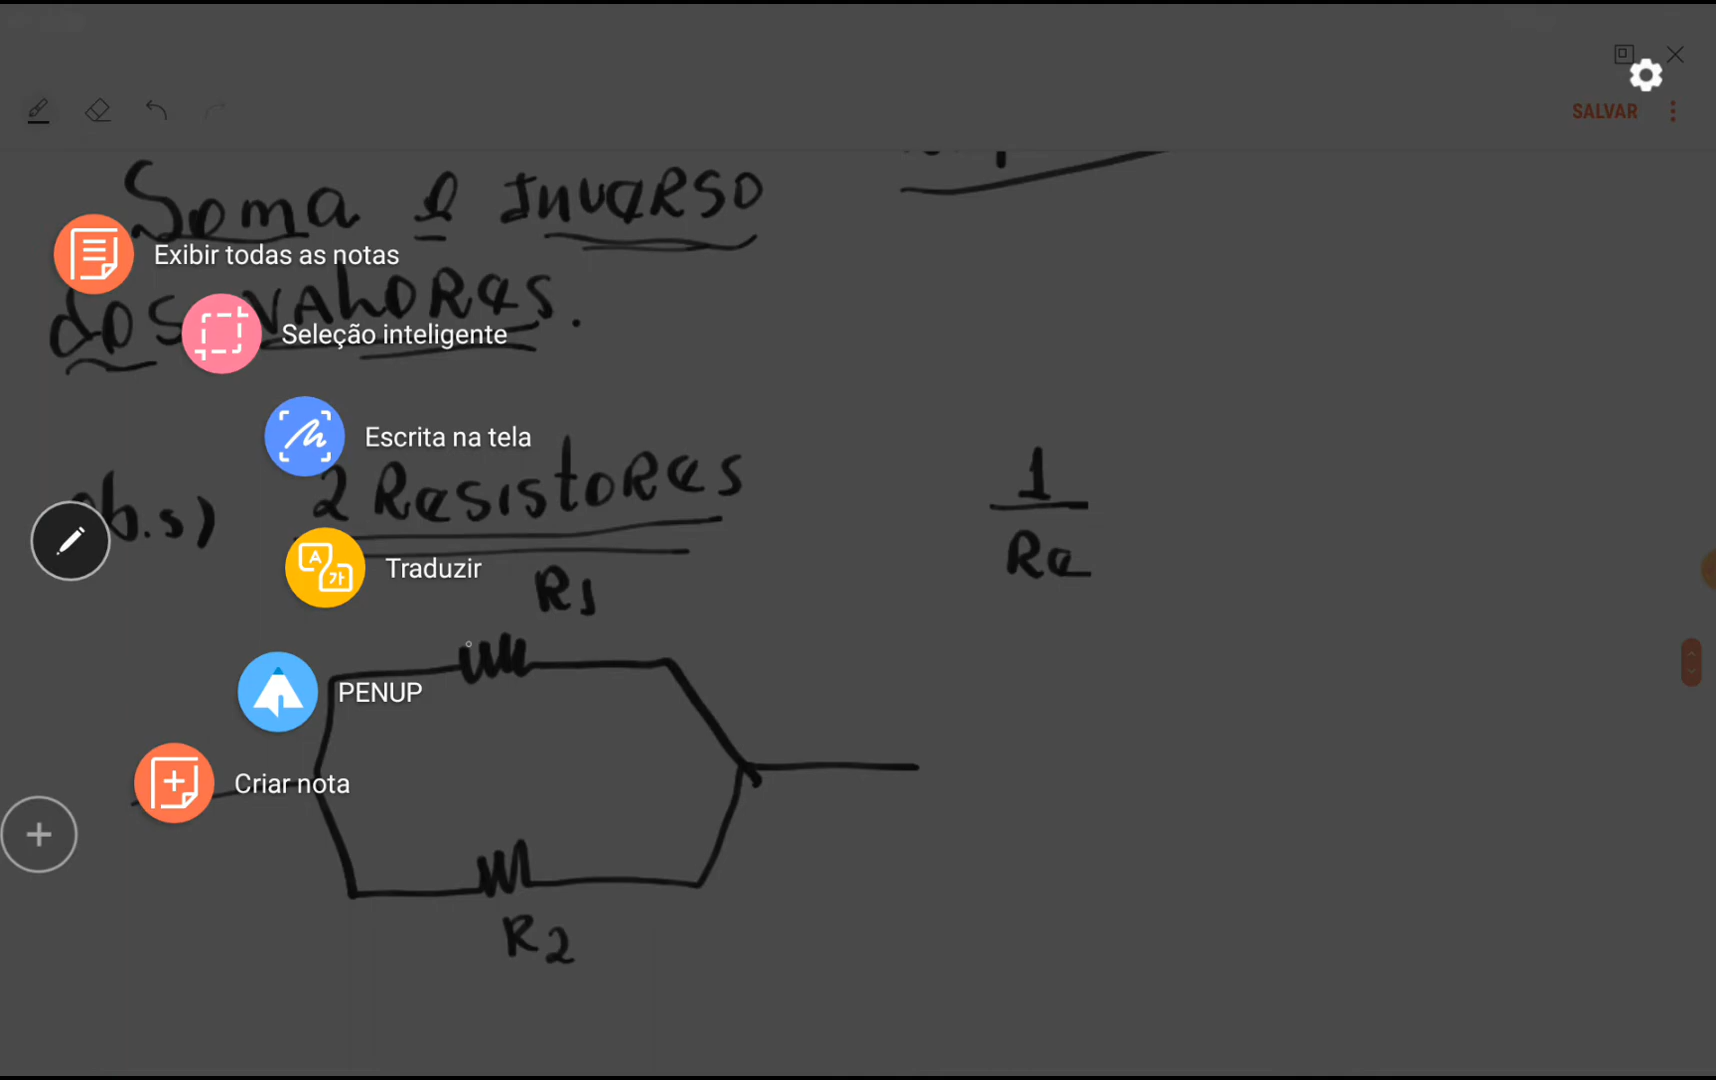 SALVAR
Soma o INVERSO
Exibir todas as notas
dos VALORES.
Seleção inteligente
Escrita na tela
ob.s) 2 Resistores
1
Re
Traduzir
R1
PENUP
Criar nota
R2